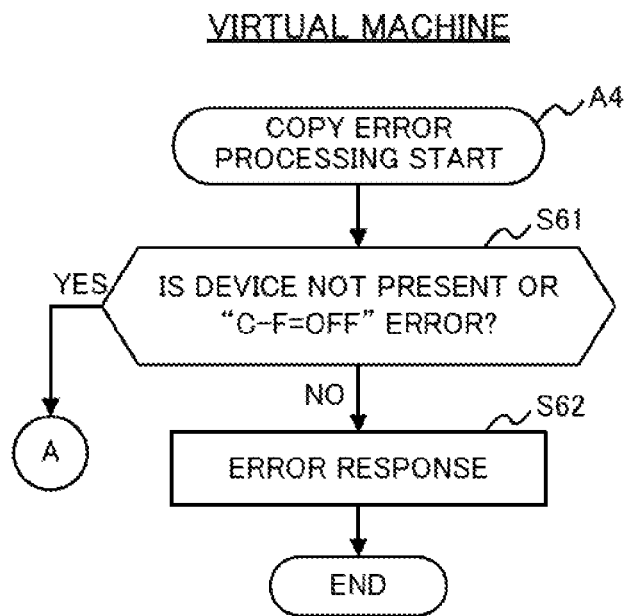 VIRTUAL MACHINE
A4
COPY ERROR
PROCESSING START
S61
YES
IS DEVICE NOT PRESENT OR
“C-F=OFF” ERROR?
NO
S62
A
ERROR RESPONSE
END